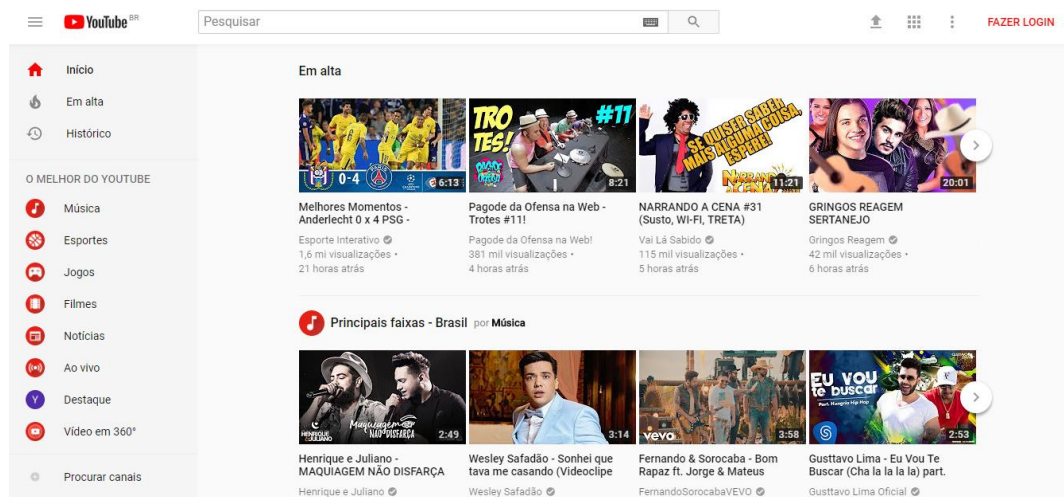 YouTube BR
Pesquisar
FAZER LOGIN
Início
Em alta
Histórico
O MELHOR DO YOUTUBE
Música
Esportes
Jogos
Filmes
Notícias
Ao vivo
Y Destaque
Vídeo em 360°
Procurar canais
Em alta
0-4
6:13
TRO
TES!
#11
8:21
SE QUISER SABER
MAIS ALGUMA COISA,
ESPERE!
11:21
20:01
Melhores Momentos -
Anderlecht 0 x 4 PSG -
Esporte Interativo
1,6 mi visualizações •
21 horas atrás
Pagode da Ofensa na Web -
Trotes #11!
Pagode da Ofensa na Web!
381 mil visualizações •
4 horas atrás
NARRANDO A CENA #31
(Susto, WI-FI, TRETA)
Vai Lá Sabido
115 mil visualizações •
5 horas atrás
GRINGOS REAGEM
SERTANEJO
Gringos Reagem
42 mil visualizações •
6 horas atrás
Principais faixas - Brasil por Música
HENRIQUE
JULIANO
Maquiagem
NÃO DISFARÇA
2:49
3:14
vevo
3:58
EU VOU
te buscar
Part. Hungria Hip Hop
2:53
Henrique e Juliano -
MAQUIAGEM NÃO DISFARÇA
Henrique e Juliano
Wesley Safadão - Sonhei que
tava me casando (Videoclipe
Wesley Safadão
Fernando & Sorocaba - Bom
Rapaz ft. Jorge & Mateus
FernandoSorocabaVEVO
Gusttavo Lima - Eu Vou Te
Buscar (Cha la la la la) part.
Gusttavo Lima Oficial